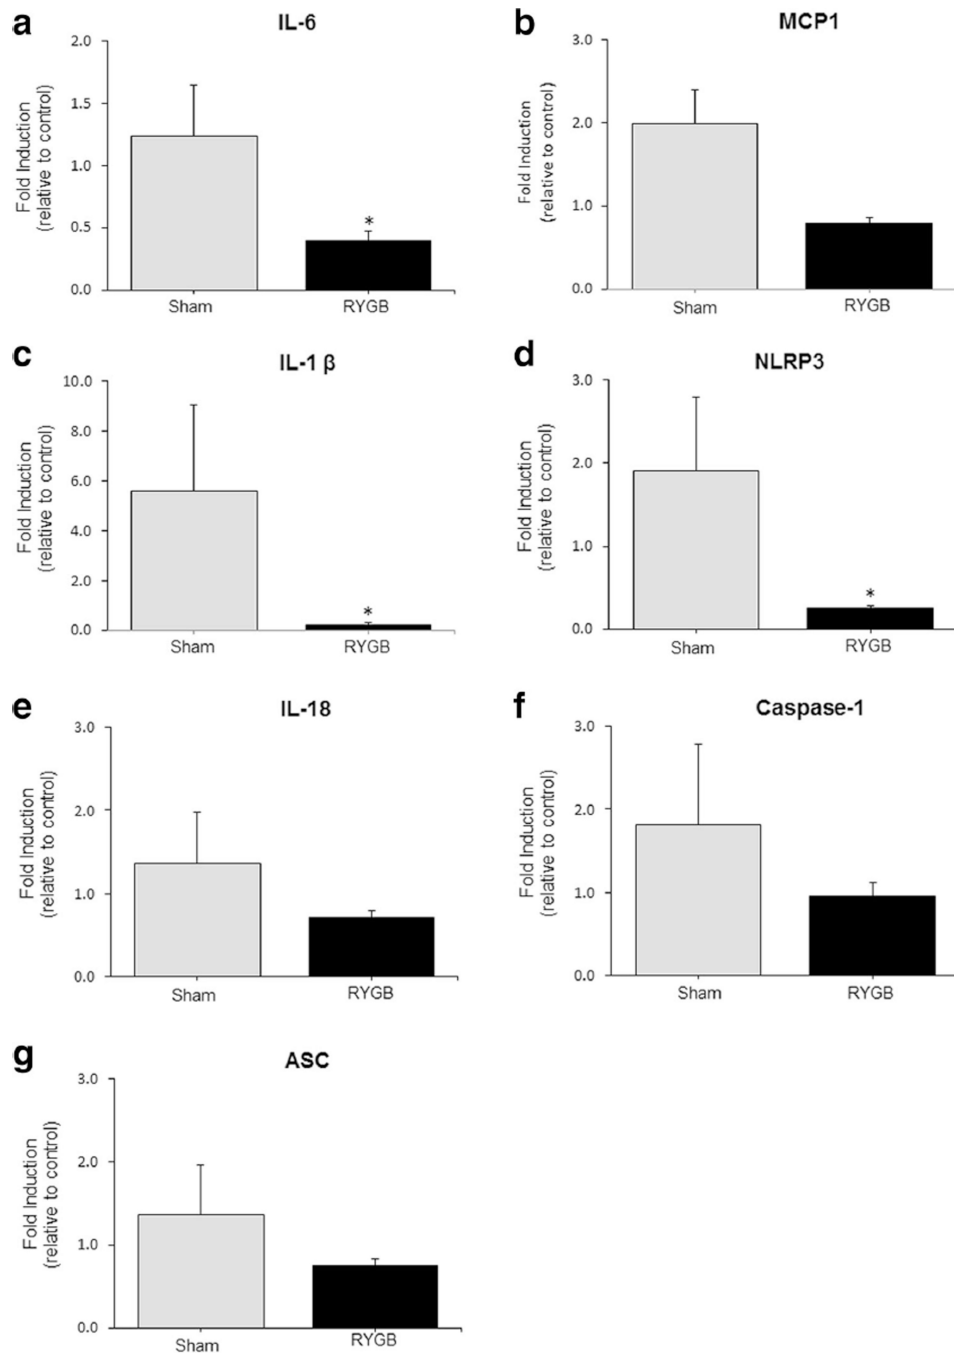 a
IL-6
Fold Induction
(relative to control)
2.0
1.5
1.0
0.5
0.0
*
Sham
RYGB
b
MCP1
Fold Induction
(relative to control)
3.0
2.0
1.0
0.0
Sham
RYGB
c
IL-1 β
Fold Induction
(relative to control)
10.0
8.0
6.0
4.0
2.0
0.0
*
Sham
RYGB
d
NLRP3
Fold Induction
(relative to control)
3.0
2.0
1.0
0.0
*
Sham
RYGB
e
IL-18
Fold Induction
(relative to control)
3.0
2.0
1.0
0.0
Sham
RYGB
f
Caspase-1
Fold Induction
(relative to control)
3.0
2.0
1.0
0.0
Sham
RYGB
g
ASC
Fold Induction
(relative to control)
3.0
2.0
1.0
0.0
Sham
RYGB